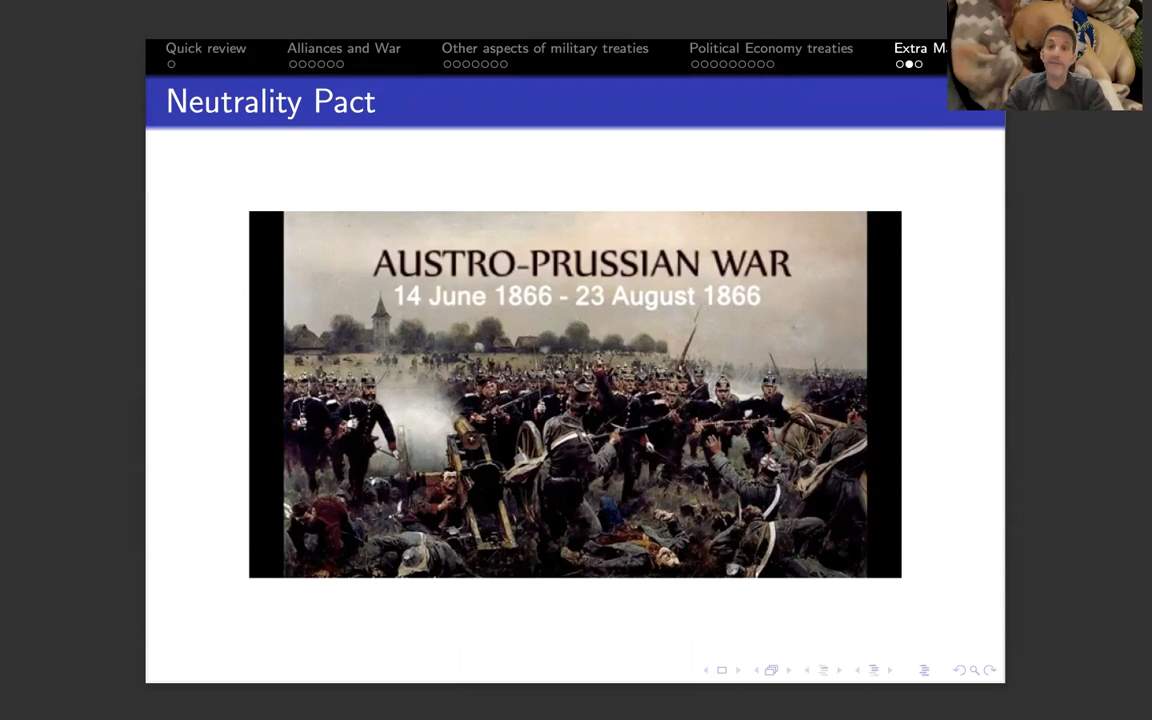 Quick review Alliances and War Other aspects of military treaties Political Economy treaties Extra M
Neutrality Pact
AUSTRO-PRUSSIAN WAR
14 June 1866 - 23 August 1866